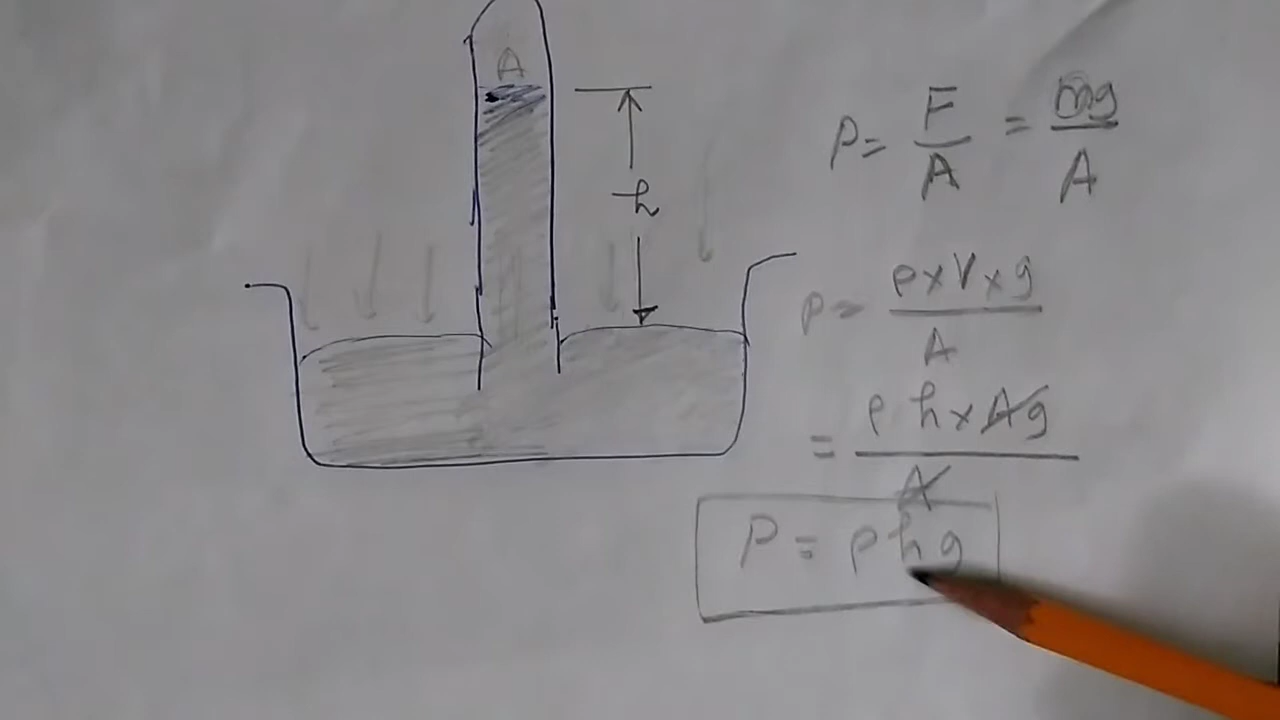 A
h
P = F/A = mg/A
P = ρ×V×g/A
= ρ h×Ag/A
P = ρhg